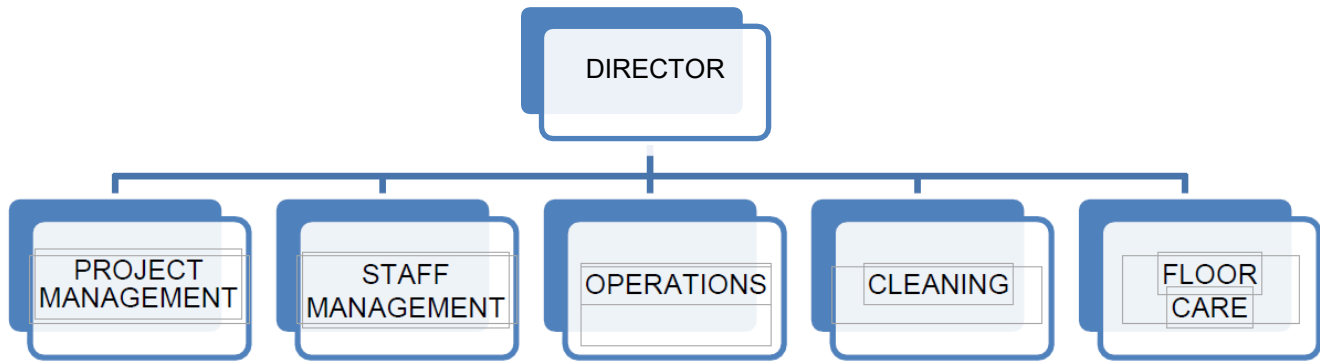 DIRECTOR
PROJECT
MANAGEMENT
STAFF
MANAGEMENT
OPERATIONS
CLEANING
FLOOR
CARE